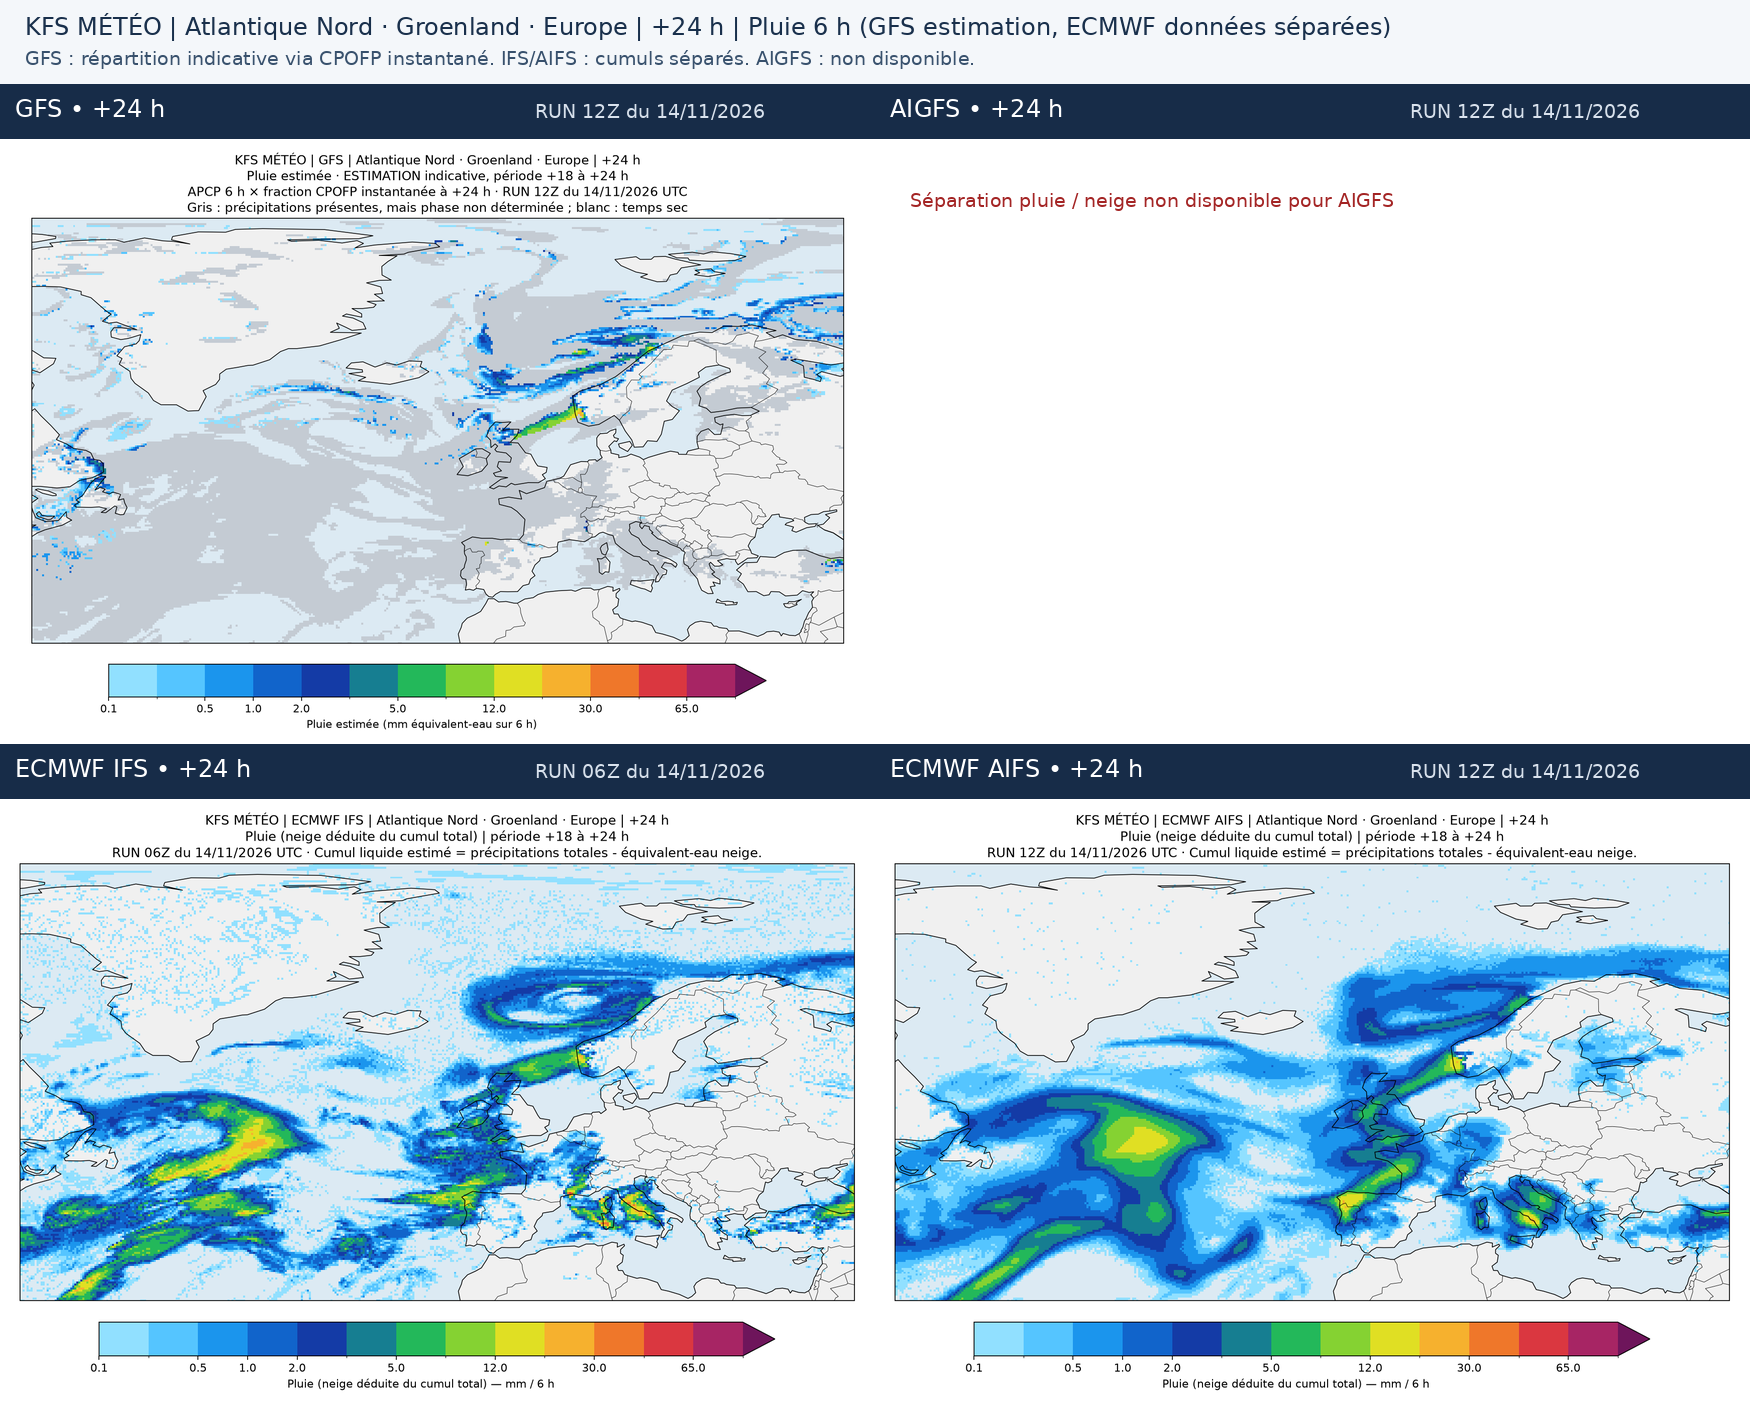 KFS MÉTÉO | Atlantique Nord · Groenland · Europe | +24 h | Pluie 6 h (GFS estimation, ECMWF données séparées)
GFS : répartition indicative via CPOFP instantané. IFS/AIFS : cumuls séparés. AIGFS : non disponible.
GFS • +24 h
RUN 12Z du 14/11/2026
AIGFS • +24 h
RUN 12Z du 14/11/2026
KFS MÉTÉO | GFS | Atlantique Nord · Groenland · Europe | +24 h
Pluie estimée · ESTIMATION indicative, période +18 à +24 h
APCP 6 h × fraction CPOFP instantanée à +24 h · RUN 12Z du 14/11/2026 UTC
Gris : précipitations présentes, mais phase non déterminée ; blanc : temps sec
Séparation pluie / neige non disponible pour AIGFS
0.1 0.5 1.0 2.0 5.0 12.0 30.0 65.0
Pluie estimée (mm équivalent-eau sur 6 h)
ECMWF IFS • +24 h
RUN 06Z du 14/11/2026
ECMWF AIFS • +24 h
RUN 12Z du 14/11/2026
KFS MÉTÉO | ECMWF IFS | Atlantique Nord · Groenland · Europe | +24 h
Pluie (neige déduite du cumul total) | période +18 à +24 h
RUN 06Z du 14/11/2026 UTC · Cumul liquide estimé = précipitations totales - équivalent-eau neige.
0.1 0.5 1.0 2.0 5.0 12.0 30.0 65.0
Pluie (neige déduite du cumul total) — mm / 6 h
KFS MÉTÉO | ECMWF AIFS | Atlantique Nord · Groenland · Europe | +24 h
Pluie (neige déduite du cumul total) | période +18 à +24 h
RUN 12Z du 14/11/2026 UTC · Cumul liquide estimé = précipitations totales - équivalent-eau neige.
0.1 0.5 1.0 2.0 5.0 12.0 30.0 65.0
Pluie (neige déduite du cumul total) — mm / 6 h